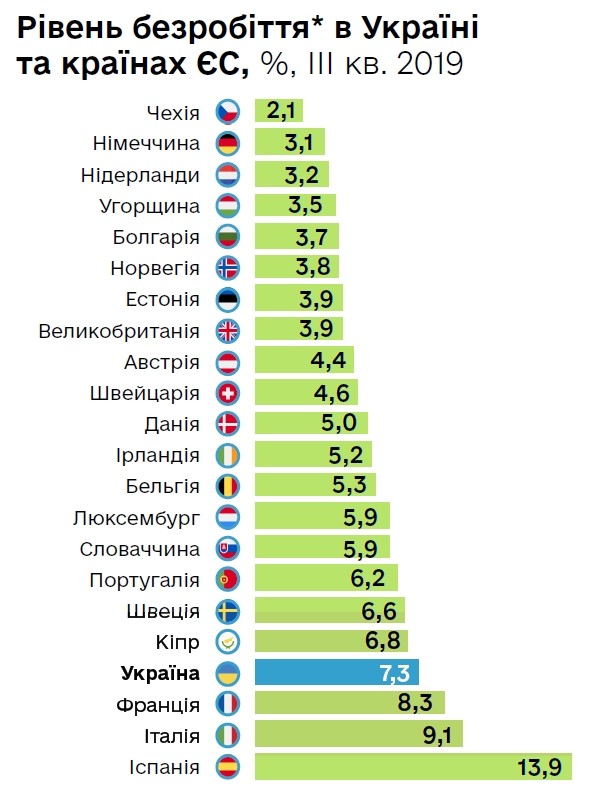 Рівень безробіття* в Україні
та країнах ЄС, %, III кв. 2019
Чехія 2,1
Німеччина 3,1
Нідерланди 3,2
Угорщина 3,5
Болгарія 3,7
Норвегія 3,8
Естонія 3,9
Великобританія 3,9
Австрія 4,4
Швейцарія 4,6
Данія 5,0
Ірландія 5,2
Бельгія 5,3
Люксембург 5,9
Словаччина 5,9
Португалія 6,2
Швеція 6,6
Кіпр 6,8
Україна 7,3
Франція 8,3
Італія 9,1
Іспанія 13,9